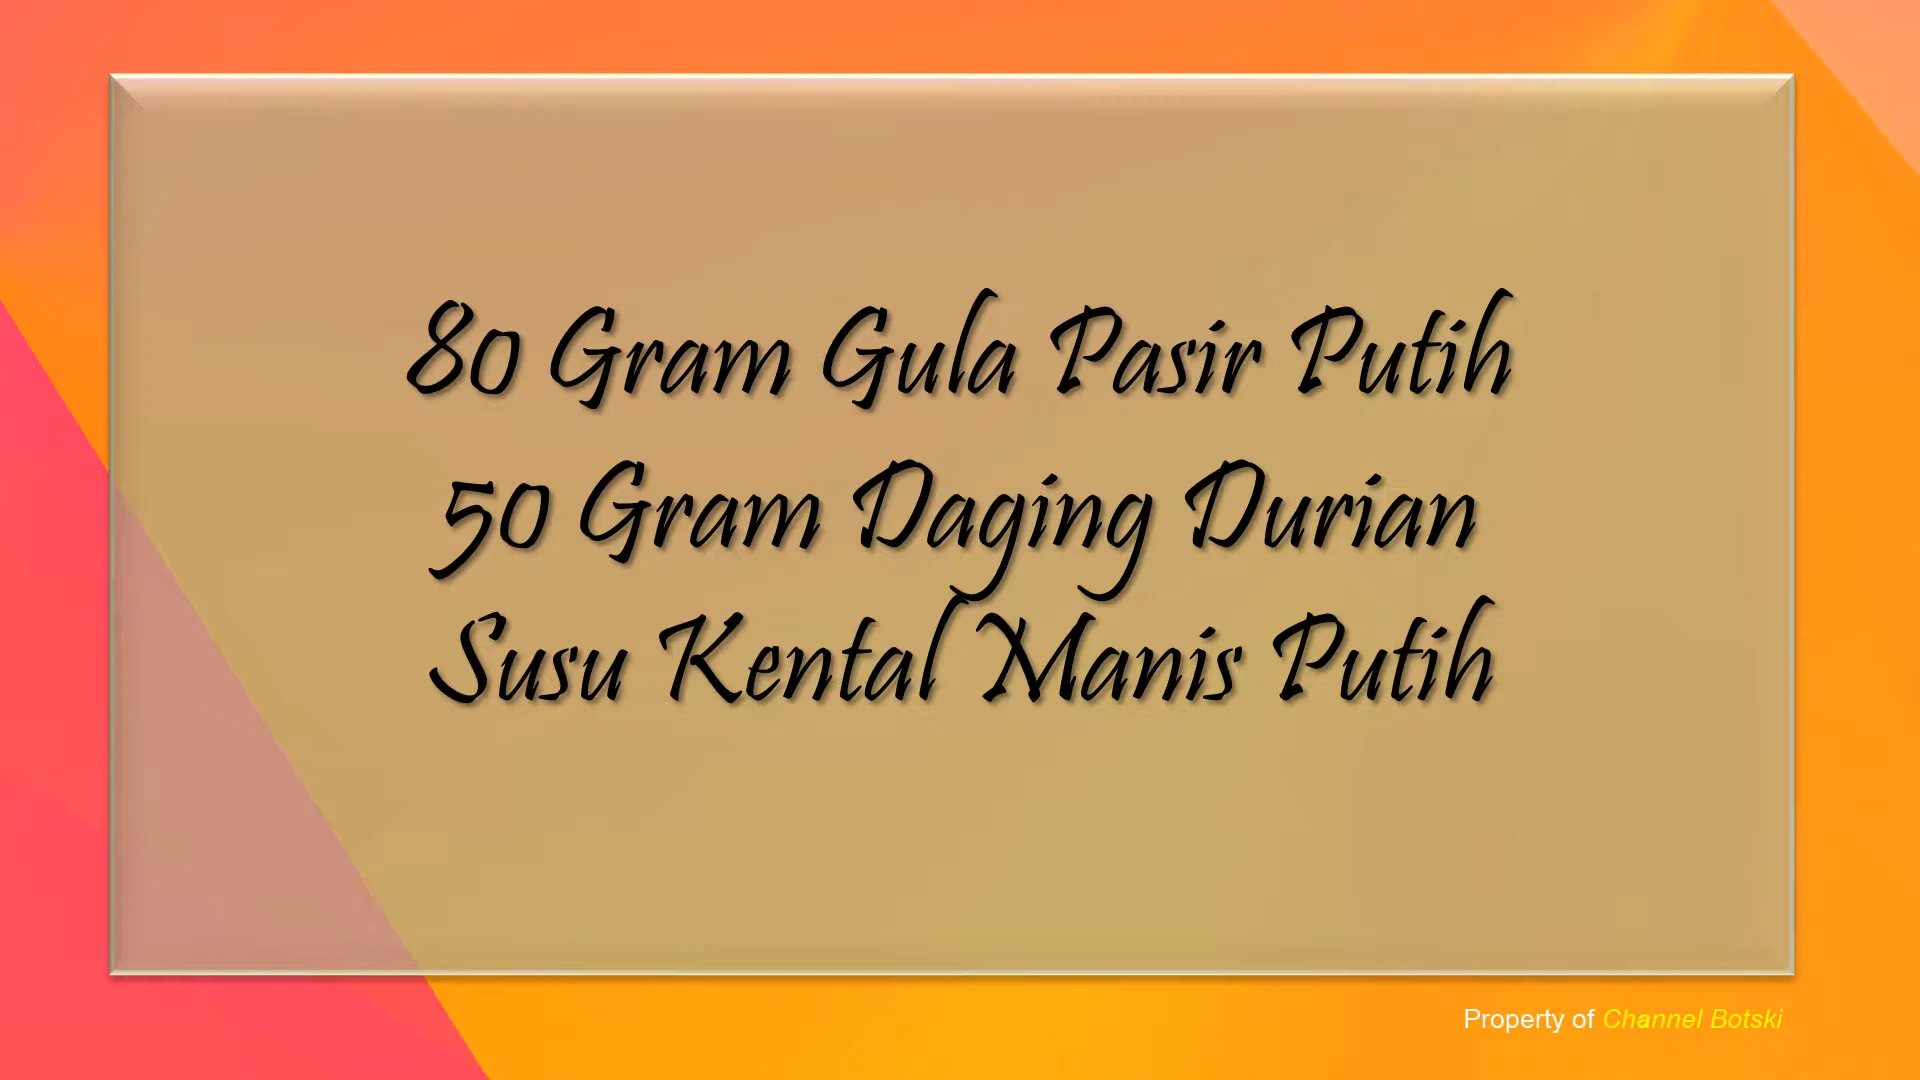 80 Gram Gula Pasir Putih
50 Gram Daging Durian
Susu Kental Manis Putih
Property of Channel Botski